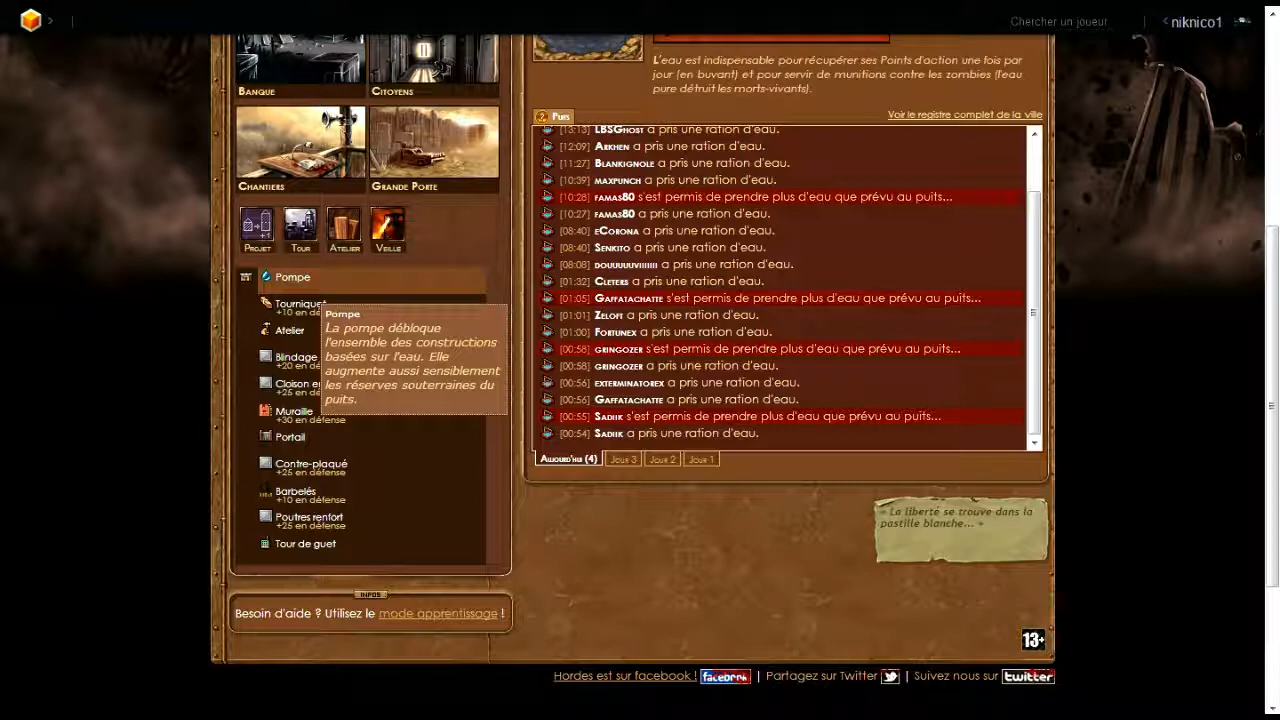 Chercher un joueur
niknico1
L'eau est indispensable pour récupérer ses Points d'action une fois par
jour (en buvant) et pour servir de munitions contre les zombies (l'eau
pure détruit les morts-vivants).
Banque
Citoyens
Chantiers
Grande Porte
Projet
Tour
Atelier
Veille
Pompe
Tourniquet
+10 en dé
Atelier
Blindage
+20 en dé
Cloison e
+25 en dé
Muraille
+30 en défense
Portail
Contre-plaqué
+25 en défense
Barbelés
+10 en défense
Poutres renfort
+25 en défense
Tour de guet
Pompe
La pompe débloque
l'ensemble des constructions
basées sur l'eau. Elle
augmente aussi sensiblement
les réserves souterraines du
puits.
Besoin d'aide ? Utilisez le mode apprentissage !
INFOS
Puits
Voir le registre complet de la ville
[13:13] LBSGhost a pris une ration d'eau.
[12:09] Arkhen a pris une ration d'eau.
[11:27] Blankignole a pris une ration d'eau.
[10:39] maxpunch a pris une ration d'eau.
[10:28] famas80 s'est permis de prendre plus d'eau que prévu au puits...
[10:27] famas80 a pris une ration d'eau.
[08:40] eCorona a pris une ration d'eau.
[08:40] Senkito a pris une ration d'eau.
[08:08] douuuuuviiiiiii a pris une ration d'eau.
[01:32] Cleters a pris une ration d'eau.
[01:05] Gaffatachatte s'est permis de prendre plus d'eau que prévu au puits...
[01:01] Zeloft a pris une ration d'eau.
[01:00] Fortunex a pris une ration d'eau.
[00:58] gringozer s'est permis de prendre plus d'eau que prévu au puits...
[00:58] gringozer a pris une ration d'eau.
[00:56] exterminatorex a pris une ration d'eau.
[00:56] Gaffatachatte a pris une ration d'eau.
[00:55] Sadiik s'est permis de prendre plus d'eau que prévu au puits...
[00:54] Sadiik a pris une ration d'eau.
Aujourd'hui (4)
Jour 3
Jour 2
Jour 1
« La liberté se trouve dans la
pastille blanche... »
13+
Hordes est sur facebook ! facebook | Partagez sur Twitter | Suivez nous sur twitter